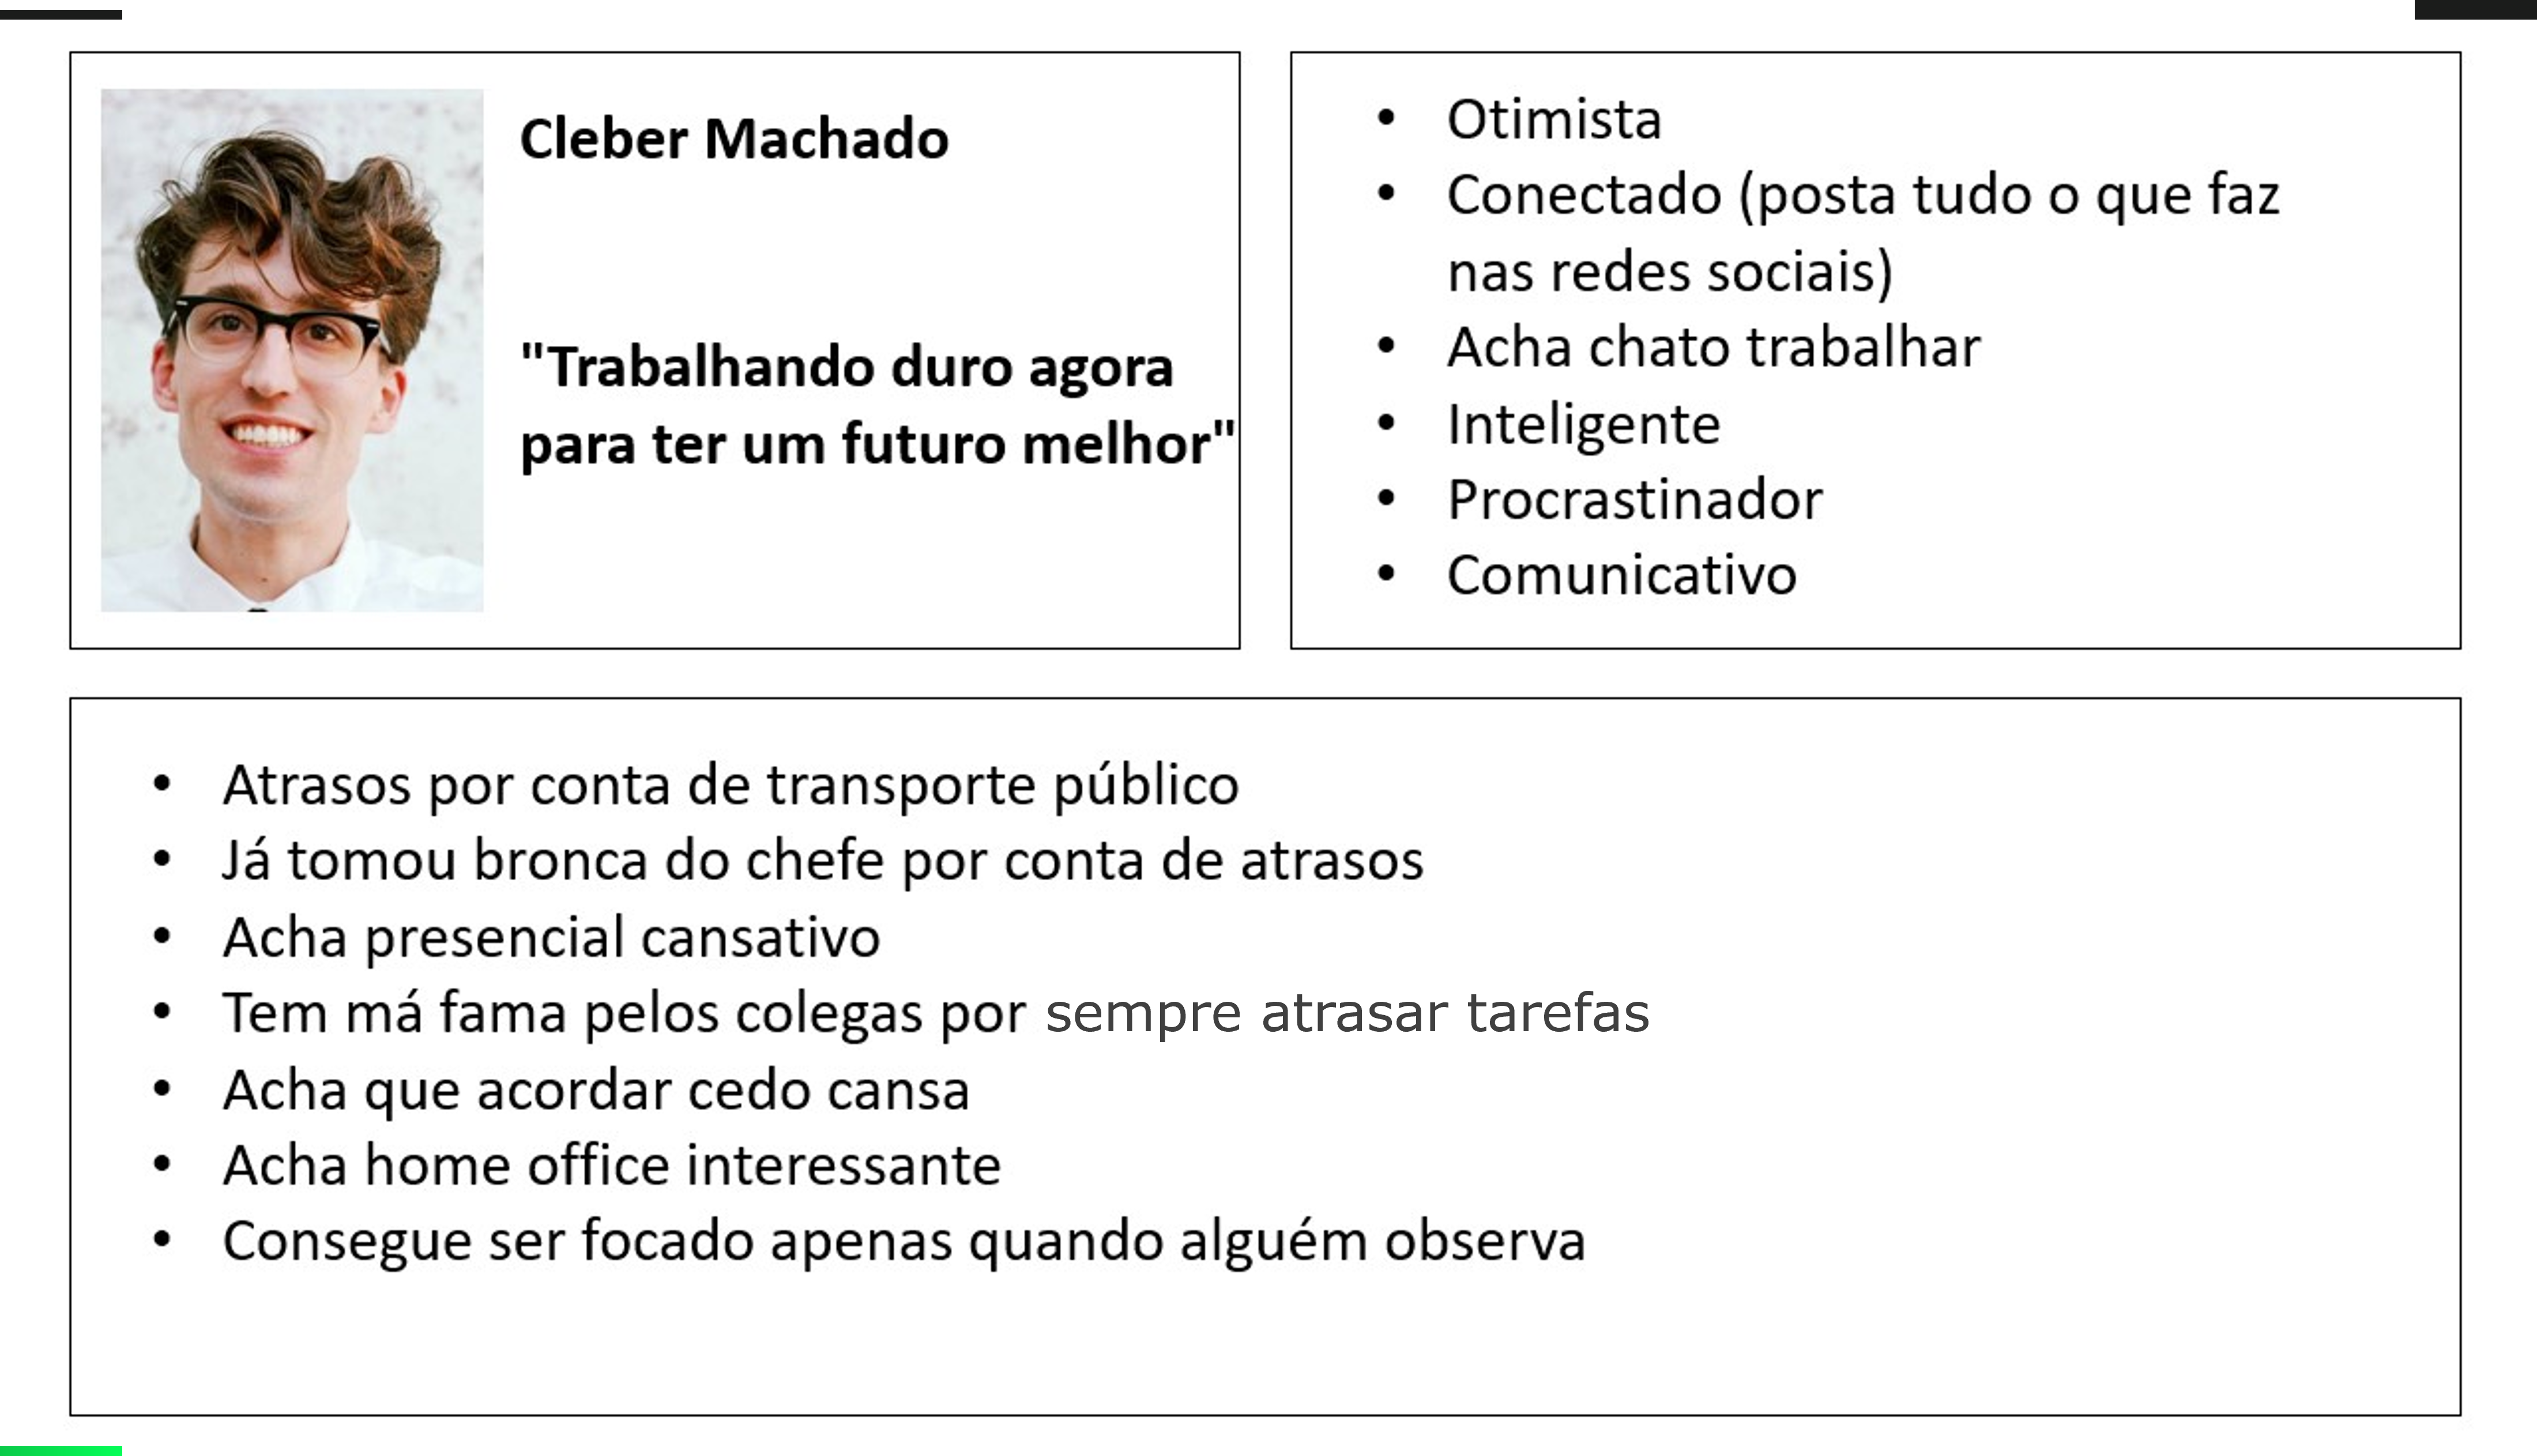 Cleber Machado
"Trabalhando duro agora
para ter um futuro melhor"
• Otimista
• Conectado (posta tudo o que faz
nas redes sociais)
• Acha chato trabalhar
• Inteligente
• Procrastinador
• Comunicativo
• Atrasos por conta de transporte público
• Já tomou bronca do chefe por conta de atrasos
• Acha presencial cansativo
• Tem má fama pelos colegas por sempre atrasar tarefas
• Acha que acordar cedo cansa
• Acha home office interessante
• Consegue ser focado apenas quando alguém observa